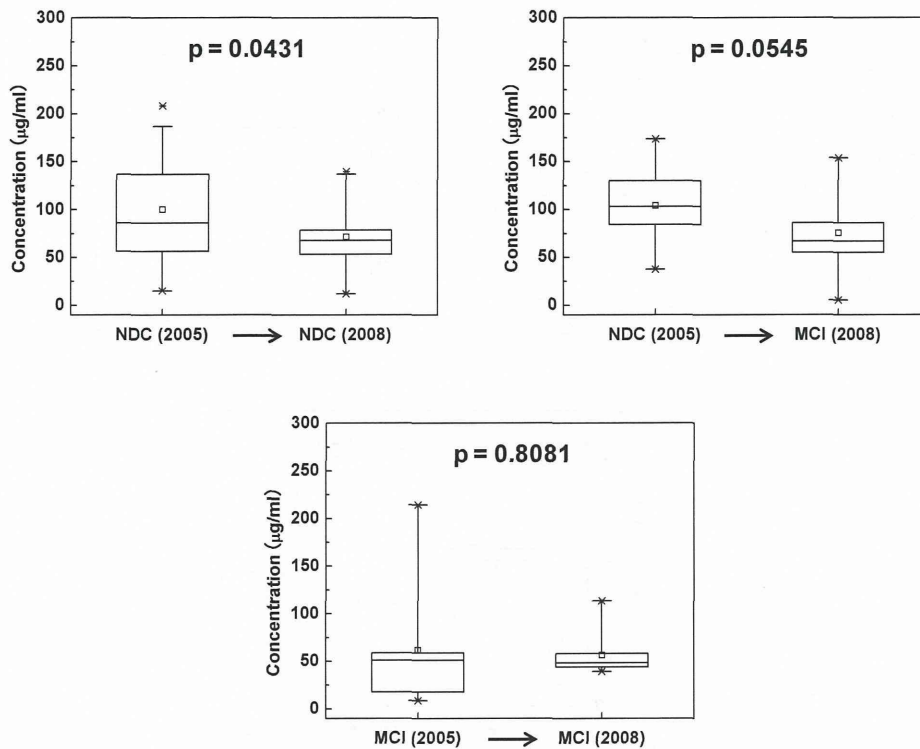 p = 0.0431
Concentration (μg/ml)
300
250
200
150
100
50
0
NDC (2005) → NDC (2008)
p = 0.0545
Concentration (μg/ml)
300
250
200
150
100
50
0
NDC (2005) → MCI (2008)
p = 0.8081
Concentration (μg/ml)
300
250
200
150
100
50
0
MCI (2005) → MCI (2008)